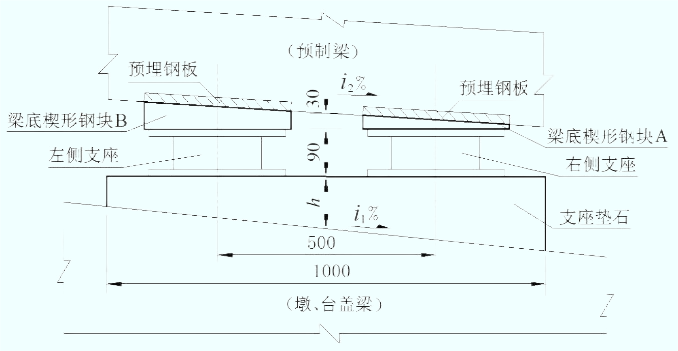 (预制梁)
预埋钢板
i₂%
30
预埋钢板
梁底楔形钢块B
梁底楔形钢块A
左侧支座
90
右侧支座
h
i₁%
支座垫石
500
1000
(墩、台盖梁)